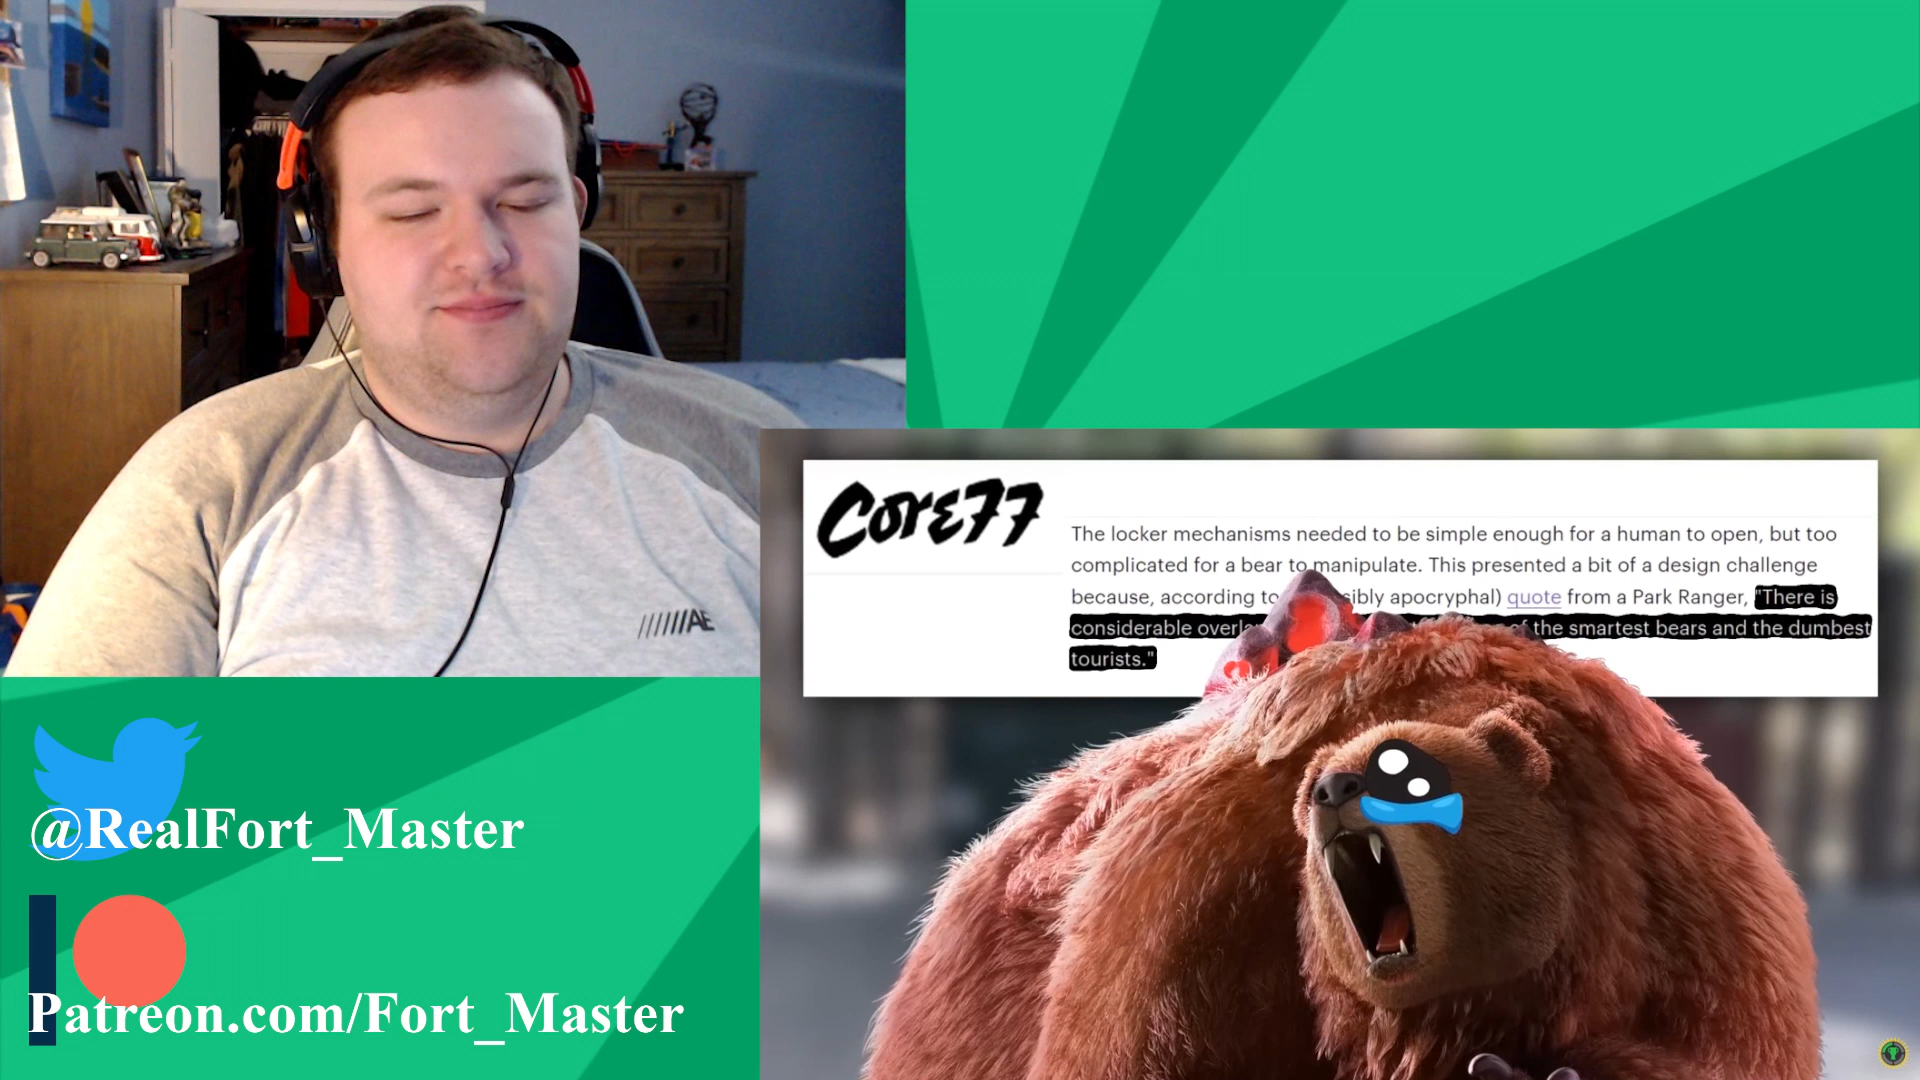 Core77
The locker mechanisms needed to be simple enough for a human to open, but too
complicated for a bear to manipulate. This presented a bit of a design challenge
because, according to apocryphal) quote from a Park Ranger, "There is
considerable of the smartest bears and the dumbest
tourists."
AE
@RealFort_Master
Patreon.com/Fort_Master